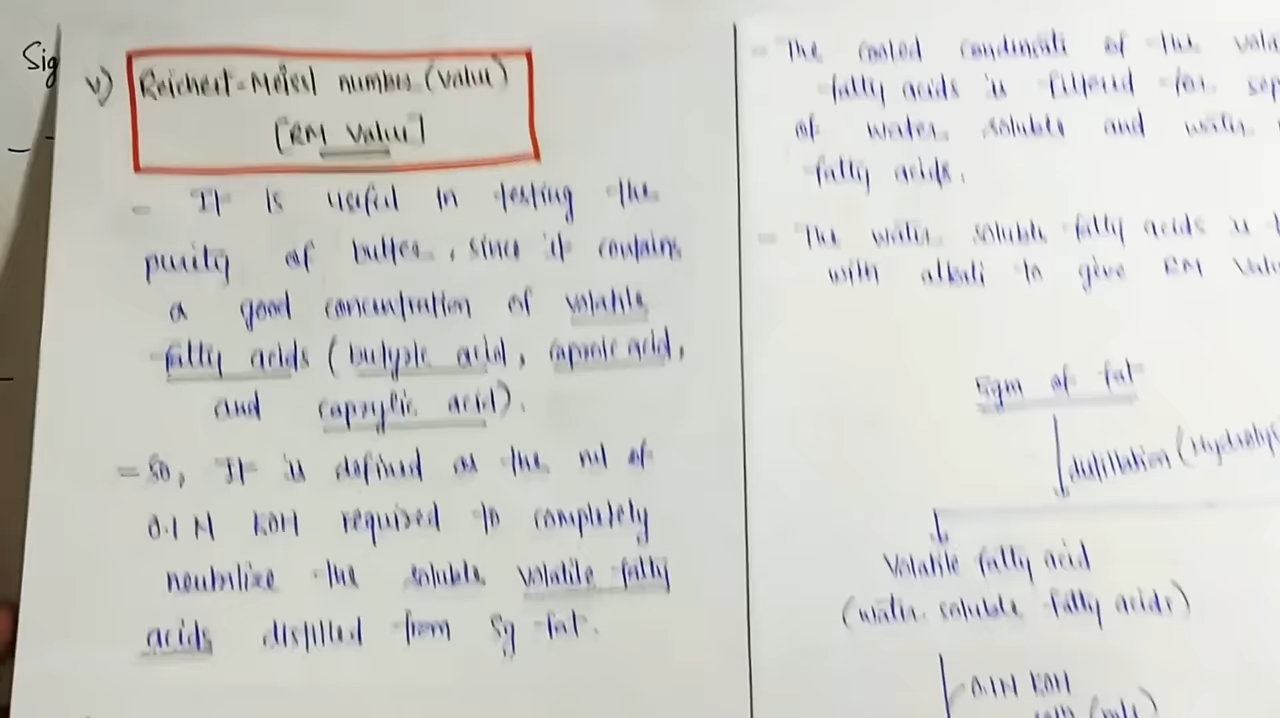 Sig
v) Reichert-Meissl number (value)
[RM Value]
- It is useful in testing the
purity of butter, since it contains
a good concentration of volatile
fatty acids (butyric acid, caproic acid,
and caprylic acid).
= So, It is defined as the ml of
0.1 N KOH required to completely
neutralize the soluble volatile fatty
acids distilled from 5g fat.
- The cooled condensate of the vola
fatty acids is filtered for sep
of water soluble and water
fatty acids.
- The water soluble fatty acids is
with alkali to give RM Valu
5gm of fat
distillation (Hydrolys
Volatile fatty acid
(water soluble fatty acids)
0.1N KOH
(mls)